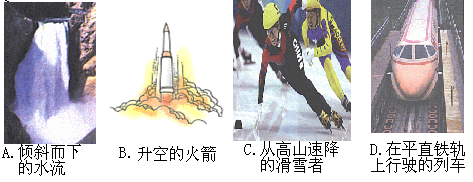 A.倾斜而下
的水流
B.升空的火箭
C.从高山速降
的滑雪者
D.在平直铁轨
上行驶的列车